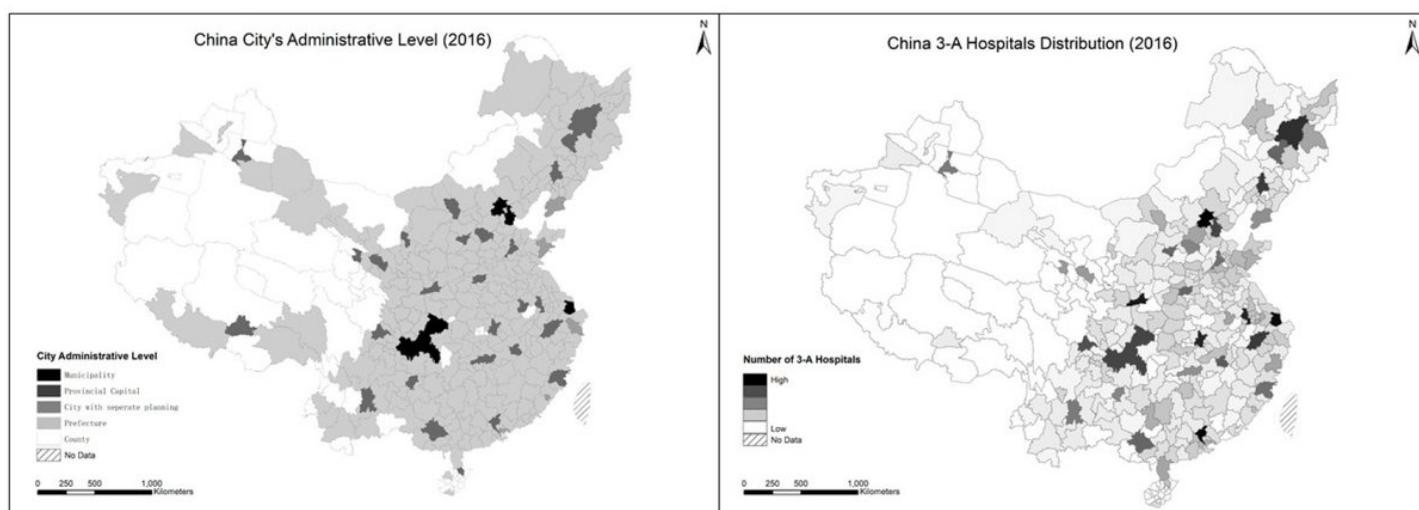 China City's Administrative Level (2016)
N
City Administrative Level
Municipality
Provincial Capital
City with seperate planning
Prefecture
County
No Data
0 250 500 1,000
Kilometers
China 3-A Hospitals Distribution (2016)
N
Number of 3-A Hospitals
High
Low
No Data
0 250 500 1,000
Kilometers